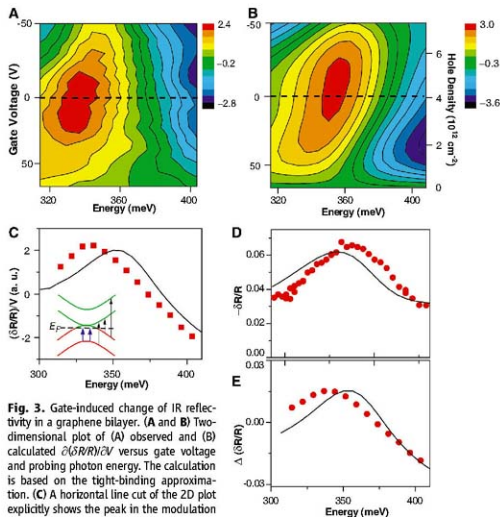 A
B
2.4
-0.2
-2.8
3.0
-0.3
-3.6
-50
0
50
Gate Voltage (V)
320
360
400
Energy (meV)
-50
0
50
320
360
400
Energy (meV)
6
4
2
0
Hole Density (10¹² cm⁻²)
C
2
0
-2
(δR/R)/V (a. u.)
E_F
300
350
400
Energy (meV)
D
0.06
0.04
0.02
0.00
-δR/R
E
0.00
-0.03
Δ (δR/R)
300
350
400
Energy (meV)
Fig. 3. Gate-induced change of IR reflec-
tivity in a graphene bilayer. (A and B) Two-
dimensional plot of (A) observed and (B)
calculated ∂(δR/R)/∂V versus gate voltage
and probing photon energy. The calculation
is based on the tight-binding approxima-
tion. (C) A horizontal line cut of the 2D plot
explicitly shows the peak in the modulation